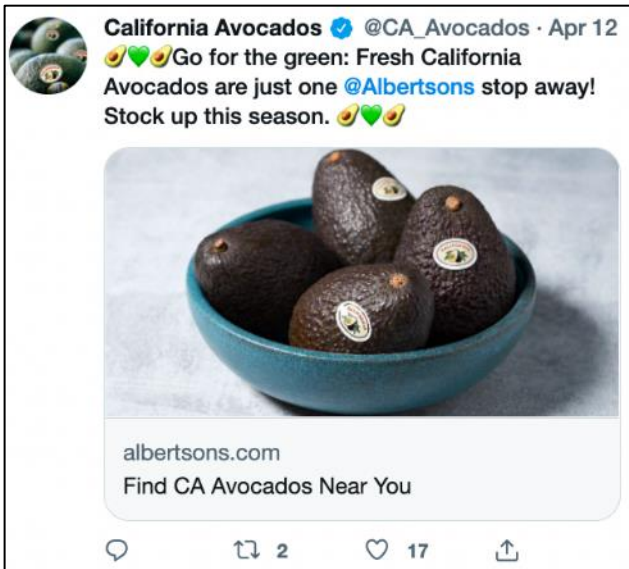 California Avocados @CA_Avocados · Apr 12
🥑💚🥑Go for the green: Fresh California
Avocados are just one @Albertsons stop away!
Stock up this season. 🥑💚🥑
albertsons.com
Find CA Avocados Near You
2 17